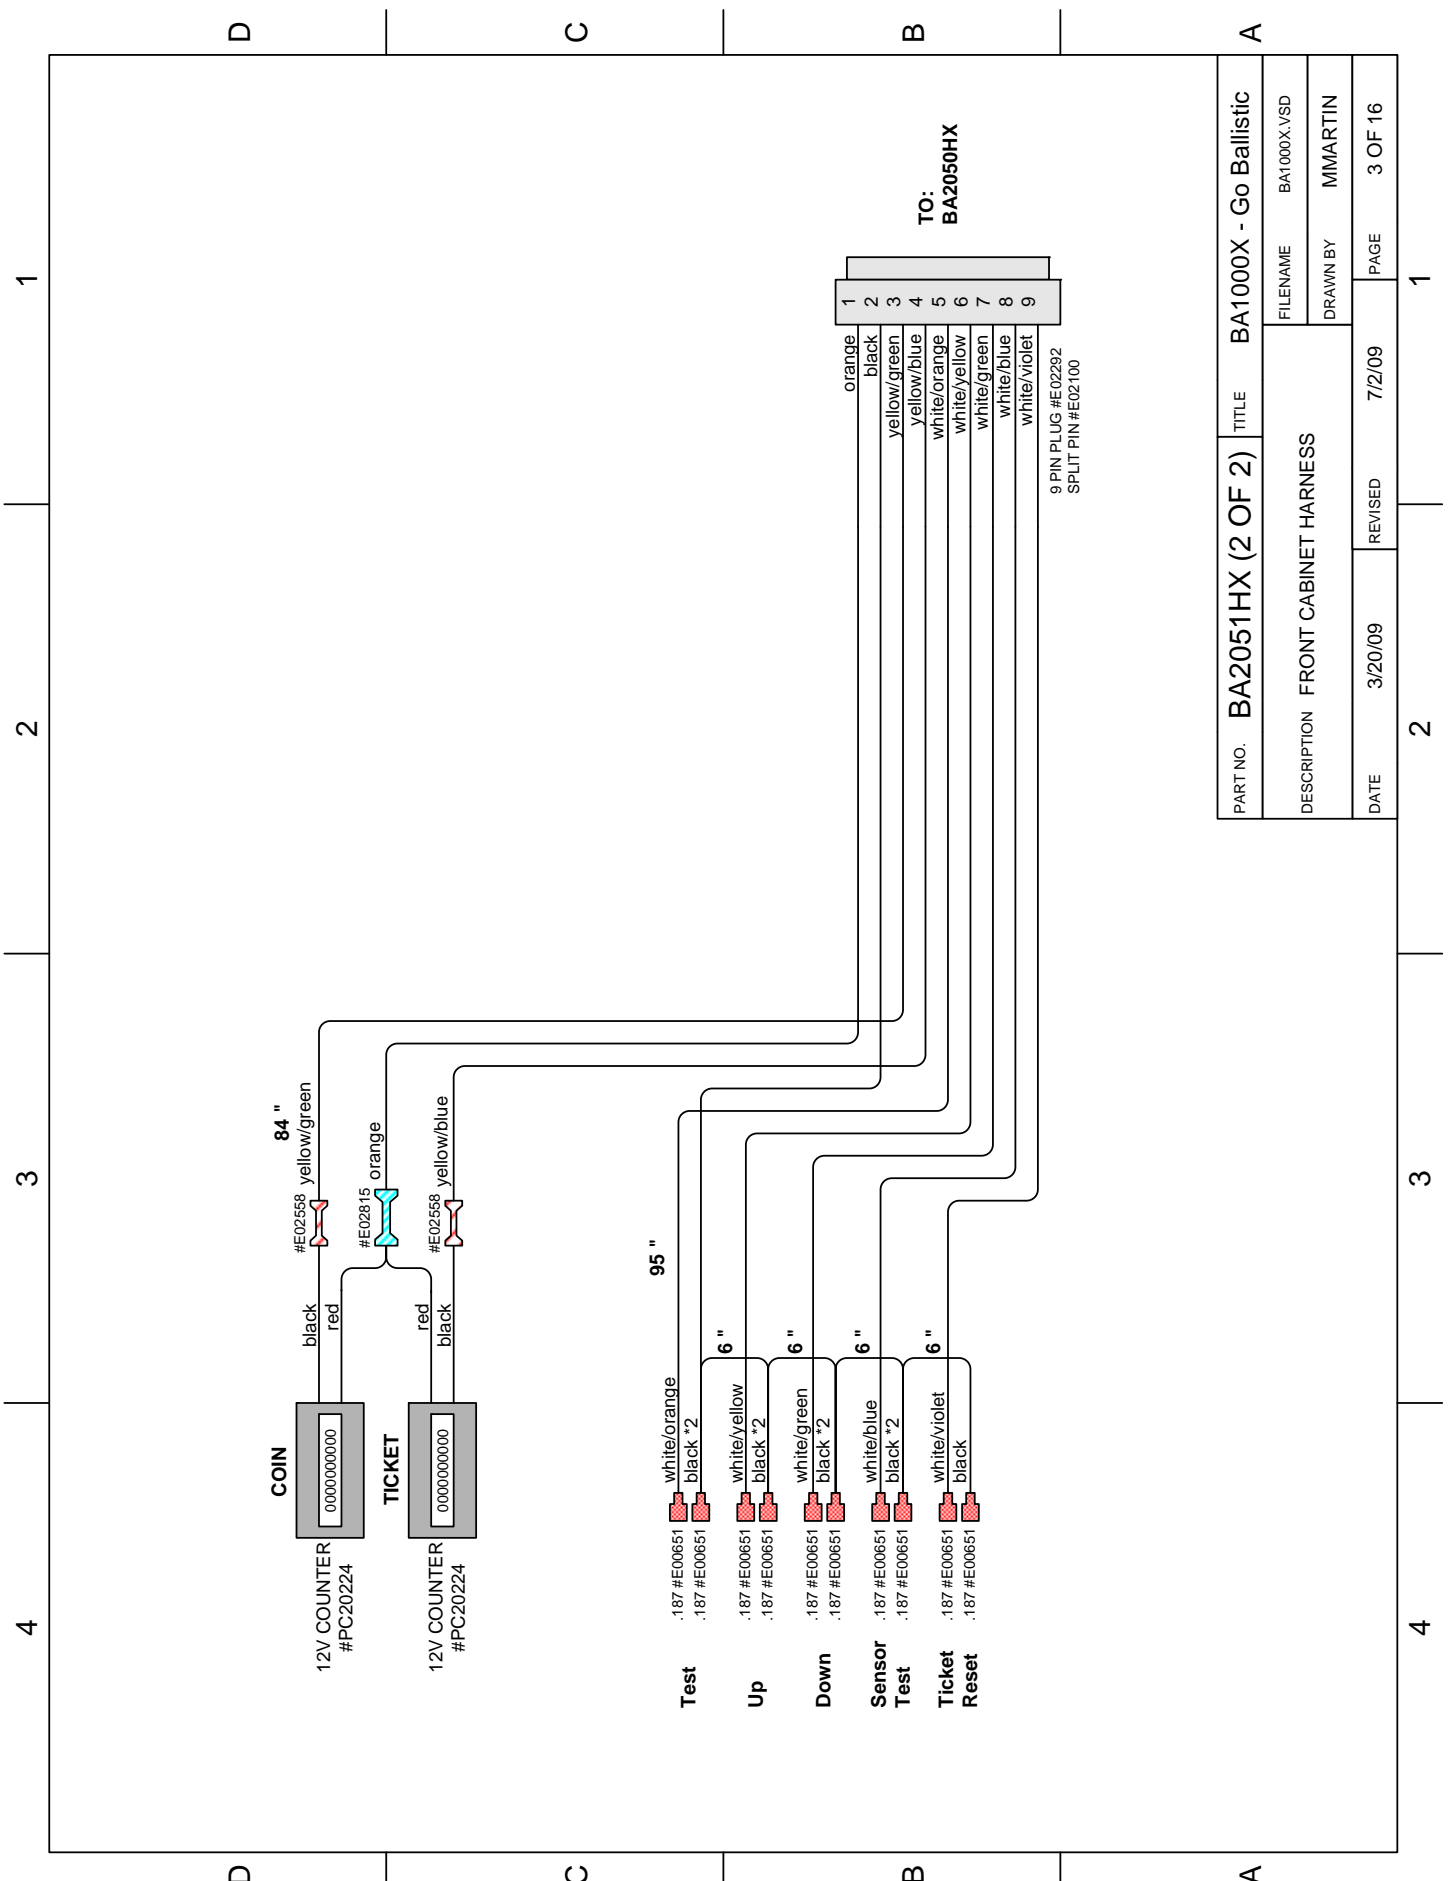 4
3
2
1
D
C
B
A
COIN
0000000000
12V COUNTER
#PC20224
black
red
#E02558
yellow/green
84 "
#E02815
orange
TICKET
0000000000
12V COUNTER
#PC20224
red
black
#E02558
yellow/blue
95 "
Test
.187 #E00651
white/orange
.187 #E00651
black *2
6 "
Up
.187 #E00651
white/yellow
.187 #E00651
black *2
6 "
Down
.187 #E00651
white/green
.187 #E00651
black *2
6 "
Sensor
Test
.187 #E00651
white/blue
.187 #E00651
black *2
6 "
Ticket
Reset
.187 #E00651
white/violet
.187 #E00651
black
orange 1
black 2
yellow/green 3
yellow/blue 4
white/orange 5
white/yellow 6
white/green 7
white/blue 8
white/violet 9
9 PIN PLUG #E02292
SPLIT PIN #E02100
TO:
BA2050HX
PART NO. BA2051HX (2 OF 2)
TITLE BA1000X - Go Ballistic
DESCRIPTION FRONT CABINET HARNESS
FILENAME BA1000X.VSD
DRAWN BY MMARTIN
DATE 3/20/09
REVISED 7/2/09
PAGE 3 OF 16
D
C
B
A
4
3
2
1